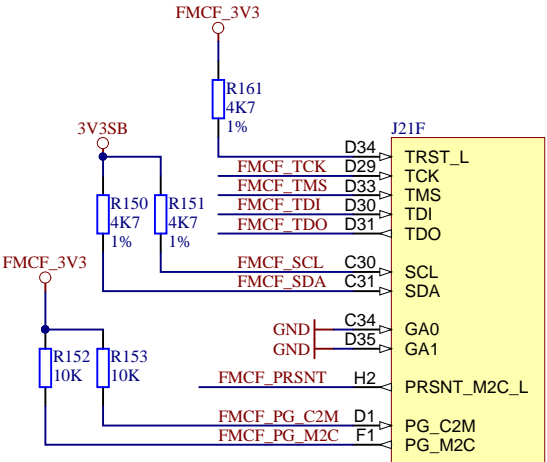 FMCF_3V3
R161
4K7
1%
3V3SB
J21F
D34 TRST_L
FMCF_TCK D29 TCK
FMCF_TMS D33 TMS
R150 R151
4K7 4K7
1% 1%
FMCF_TDI D30 TDI
FMCF_TDO D31 TDO
FMCF_3V3
FMCF_SCL C30 SCL
FMCF_SDA C31 SDA
GND C34 GA0
GND D35 GA1
R152 R153
10K 10K
FMCF_PRSNT H2 PRSNT_M2C_L
FMCF_PG_C2M D1 PG_C2M
FMCF_PG_M2C F1 PG_M2C